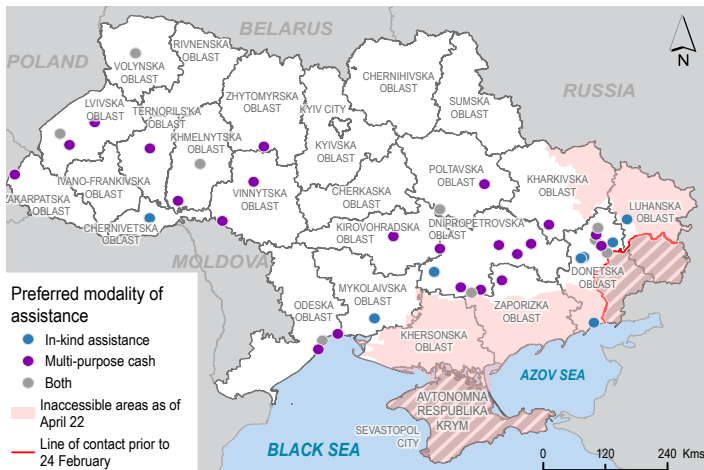 BELARUS
POLAND
RUSSIA
MOLDOVA
N
VOLYNSKA
OBLAST
RIVNENSKA
OBLAST
CHERNIHIVSKA
OBLAST
SUMSKA
OBLAST
ZHYTOMYRSKA
OBLAST
KYIV CITY
LVIVSKA
OBLAST
TERNOPILS'KA
OBLAST
KHMELNYTSKA
OBLAST
KYIVSKA
OBLAST
POLTAVSKA
OBLAST
KHARKIVSKA
OBLAST
LUHANSKA
OBLAST
IVANO-FRANKIVSKA
OBLAST
ZAKARPATSKA
OBLAST
VINNYTSKA
OBLAST
CHERKASKA
OBLAST
CHERNIVETSKA
OBLAST
KIROVOHRADSKA
OBLAST
DNIPROPETROVSKA
OBLAST
DONETSKA
OBLAST
ODESKA
OBLAST
MYKOLAIVSKA
OBLAST
ZAPORIZKA
OBLAST
KHERSONSKA
OBLAST
AVTONOMNA
RESPUBLIKA
KRYM
SEVASTOPOL
CITY
AZOV SEA
BLACK SEA
Preferred modality of
assistance
In-kind assistance
Multi-purpose cash
Both
Inaccessible areas as of
April 22
Line of contact prior to
24 February
0 120 240 Kms